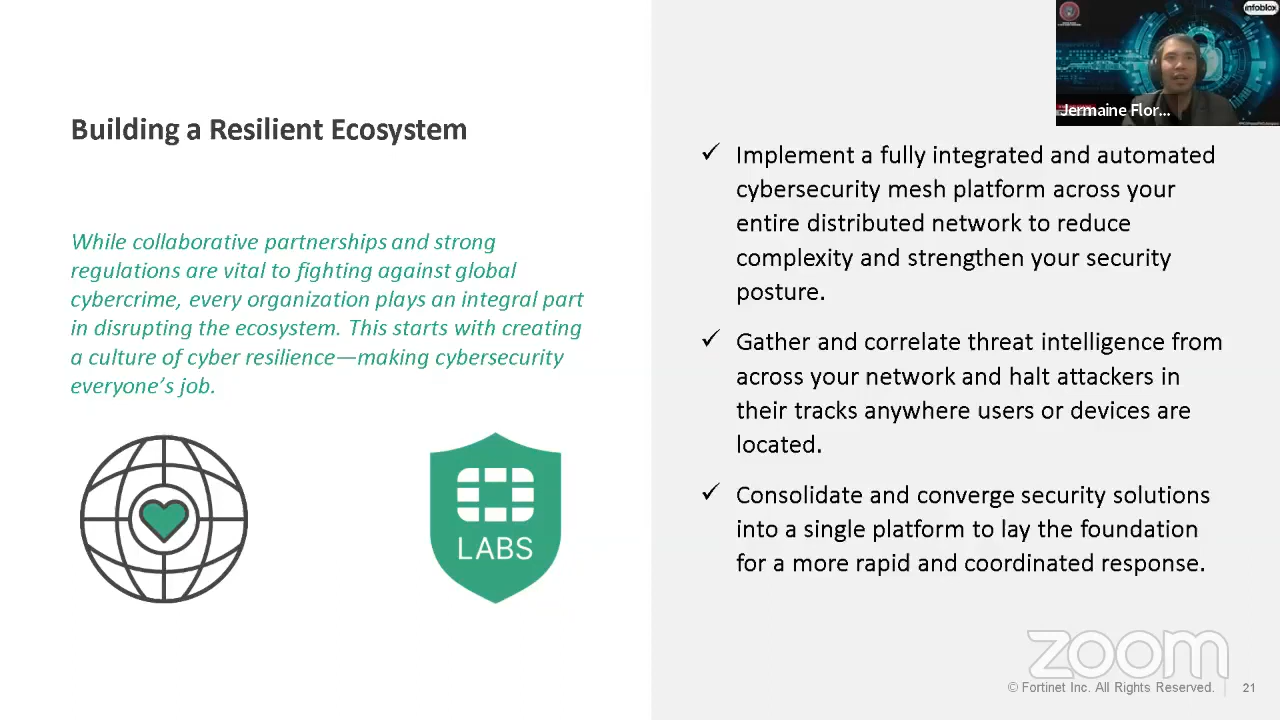 infoblox
Jermaine Flor...
Building a Resilient Ecosystem
While collaborative partnerships and strong
regulations are vital to fighting against global
cybercrime, every organization plays an integral part
in disrupting the ecosystem. This starts with creating
a culture of cyber resilience—making cybersecurity
everyone's job.
LABS
✓ Implement a fully integrated and automated
cybersecurity mesh platform across your
entire distributed network to reduce
complexity and strengthen your security
posture.
✓ Gather and correlate threat intelligence from
across your network and halt attackers in
their tracks anywhere users or devices are
located.
✓ Consolidate and converge security solutions
into a single platform to lay the foundation
for a more rapid and coordinated response.
zoom
© Fortinet Inc. All Rights Reserved. 21